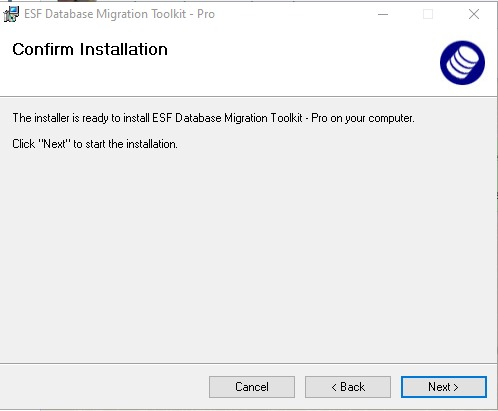 ESF Database Migration Toolkit - Pro
Confirm Installation
The installer is ready to install ESF Database Migration Toolkit - Pro on your computer.
Click "Next" to start the installation.
Cancel
< Back
Next >